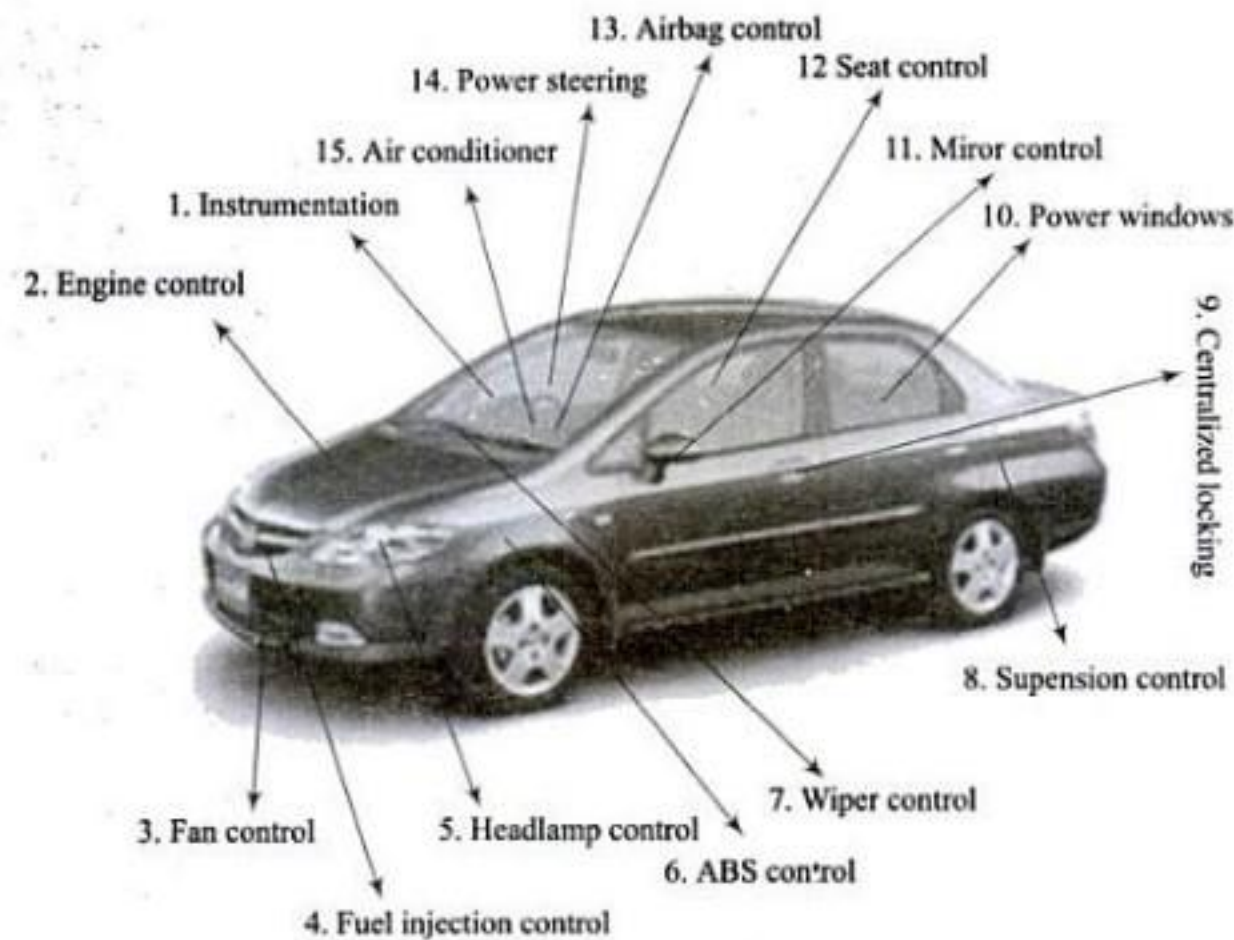 13. Airbag control
14. Power steering
12 Seat control
15. Air conditioner
11. Miror control
1. Instrumentation
10. Power windows
2. Engine control
9. Centralized locking
8. Supension control
7. Wiper control
3. Fan control
5. Headlamp control
6. ABS control
4. Fuel injection control